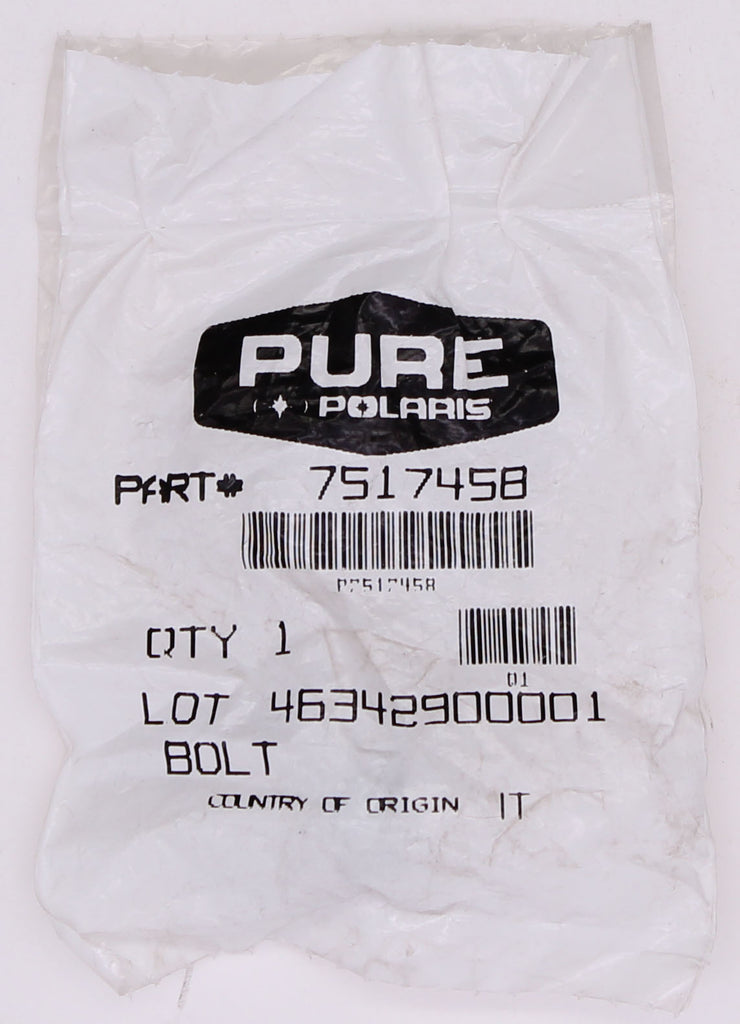 PURE
POLARIS
PART# 7517458
P7517458
QTY 1
01
LOT 46342900001
BOLT
COUNTRY OF ORIGIN IT